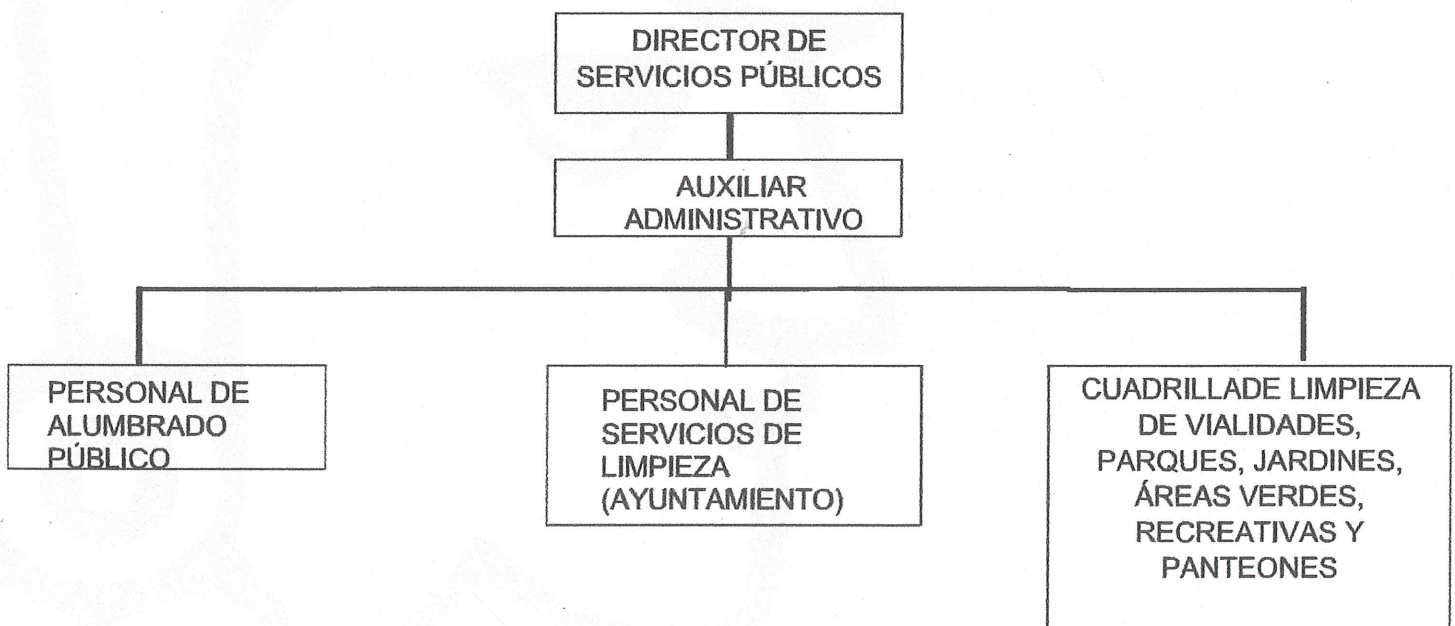 DIRECTOR DE
SERVICIOS PÚBLICOS
AUXILIAR
ADMINISTRATIVO
PERSONAL DE
ALUMBRADO
PÚBLICO
PERSONAL DE
SERVICIOS DE
LIMPIEZA
(AYUNTAMIENTO)
CUADRILLADE LIMPIEZA
DE VIALIDADES,
PARQUES, JARDINES,
ÁREAS VERDES,
RECREATIVAS Y
PANTEONES